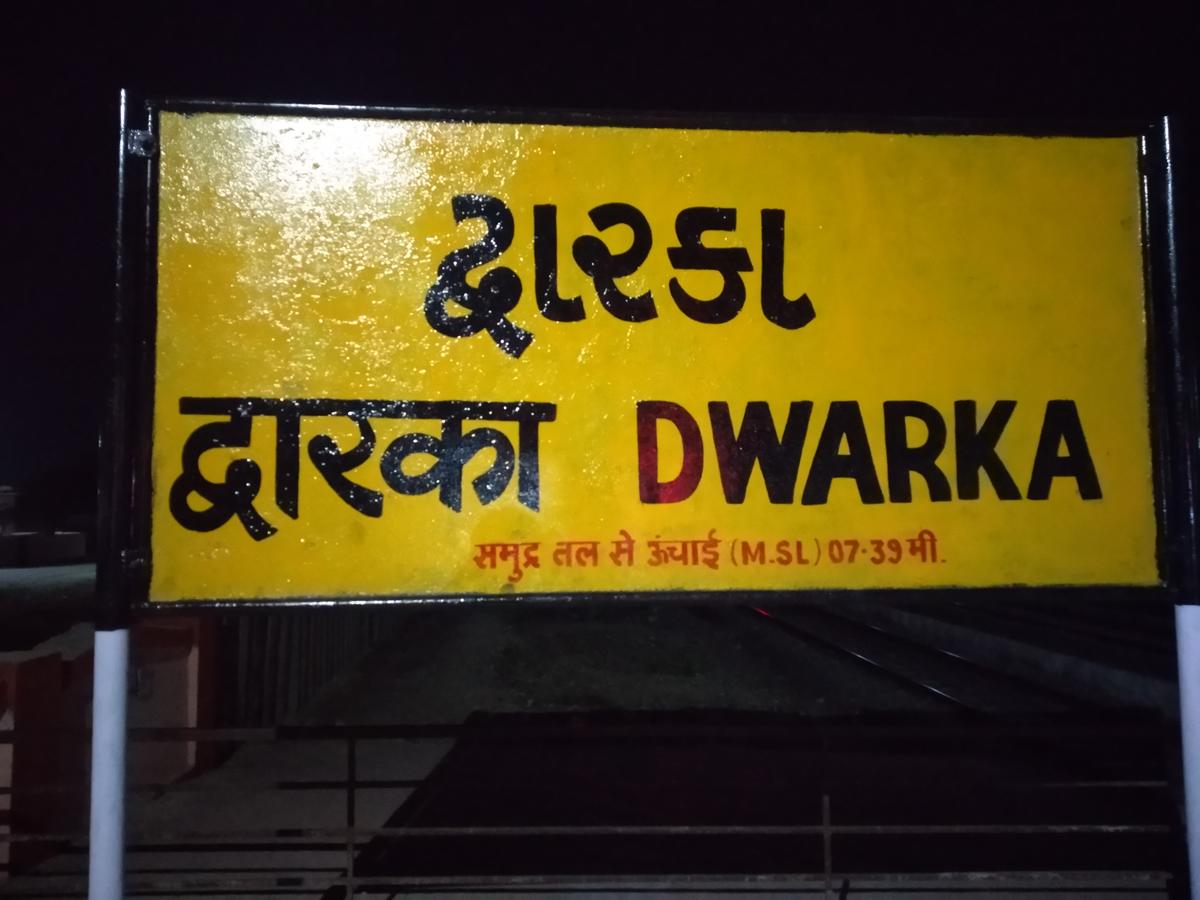 દ્વારકા
द्वारका DWARKA
समुद्र तल से ऊंचाई (M.SL) 07·39 मी.